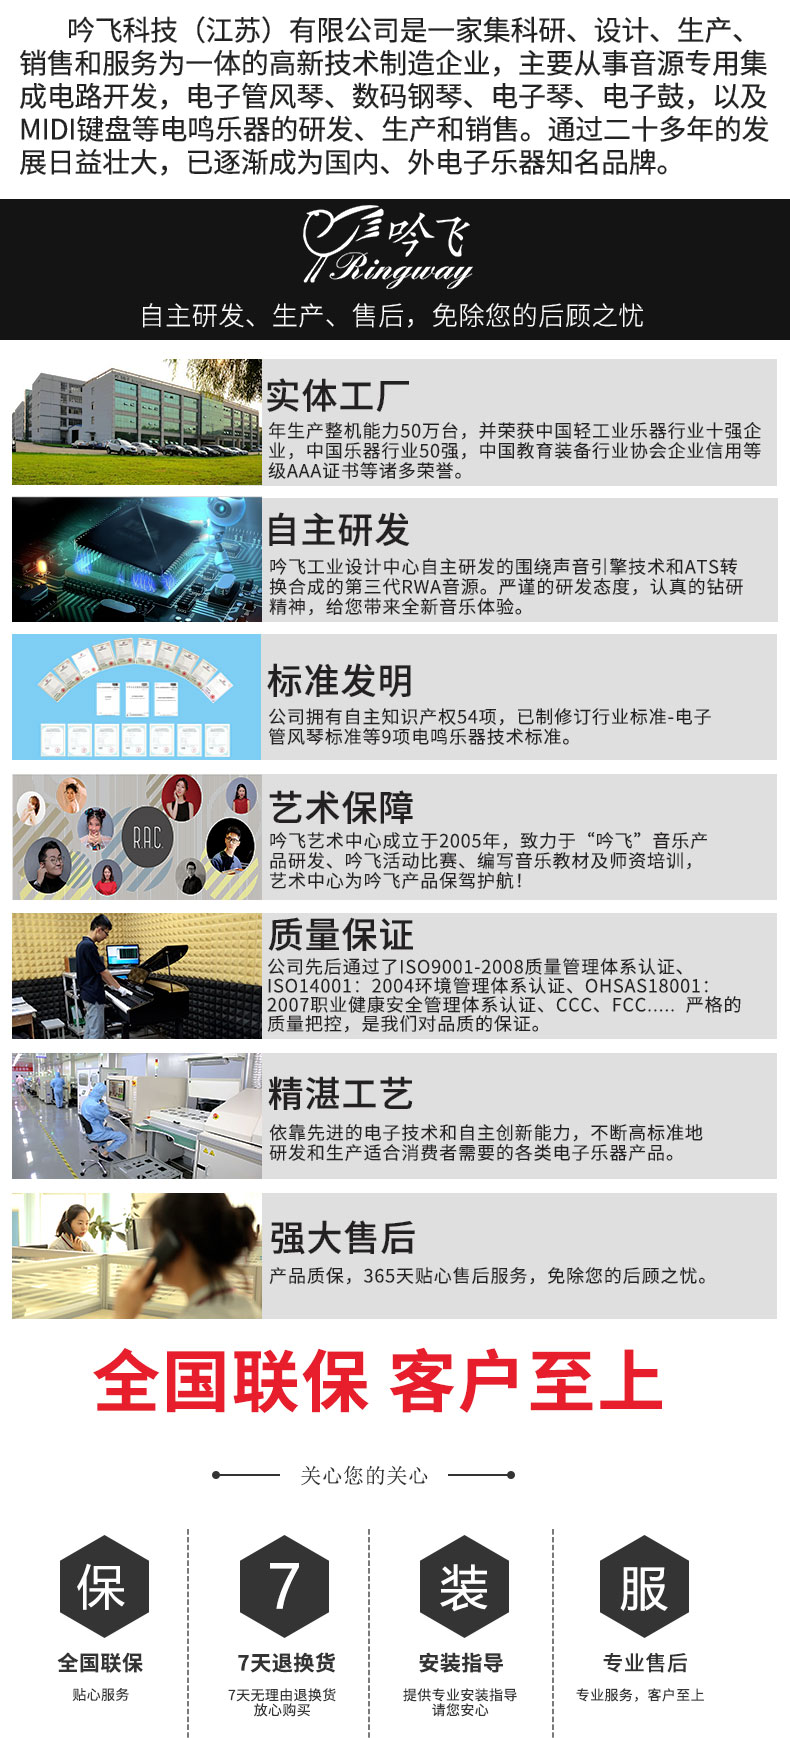 吟飞科技（江苏）有限公司是一家集科研、设计、生产、
销售和服务为一体的高新技术制造企业，主要从事音源专用集
成电路开发，电子管风琴、数码钢琴、电子琴、电子鼓，以及
MIDI键盘等电鸣乐器的研发、生产和销售。通过二十多年的发
展日益壮大，已逐渐成为国内、外电子乐器知名品牌。
吟飞
Ringway
自主研发、生产、售后，免除您的后顾之忧
实体工厂
年生产整机能力50万台，并荣获中国轻工业乐器行业十强企
业，中国乐器行业50强，中国教育装备行业协会企业信用等
级AAA证书等诸多荣誉。
自主研发
吟飞工业设计中心自主研发的围绕声音引擎技术和ATS转
换合成的第三代RWA音源。严谨的研发态度，认真的钻研
精神，给您带来全新音乐体验。
标准发明
公司拥有自主知识产权54项，已制修订行业标准-电子
管风琴标准等9项电鸣乐器技术标准。
R.A.C.
艺术保障
吟飞艺术中心成立于2005年，致力于“吟飞”音乐产
品研发、吟飞活动比赛、编写音乐教材及师资培训，
艺术中心为吟飞产品保驾护航！
质量保证
公司先后通过了ISO9001-2008质量管理体系认证、
ISO14001：2004环境管理体系认证、OHSAS18001：
2007职业健康安全管理体系认证、CCC、FCC..... 严格的
质量把控，是我们对品质的保证。
精湛工艺
依靠先进的电子技术和自主创新能力，不断高标准地
研发和生产适合消费者需要的各类电子乐器产品。
强大售后
产品质保，365天贴心售后服务，免除您的后顾之忧。
全国联保 客户至上
关心您的关心
保
7
装
服
全国联保
7天退换货
安装指导
专业售后
贴心服务
7天无理由退换货
放心购买
提供专业安装指导
请您安心
专业服务，客户至上